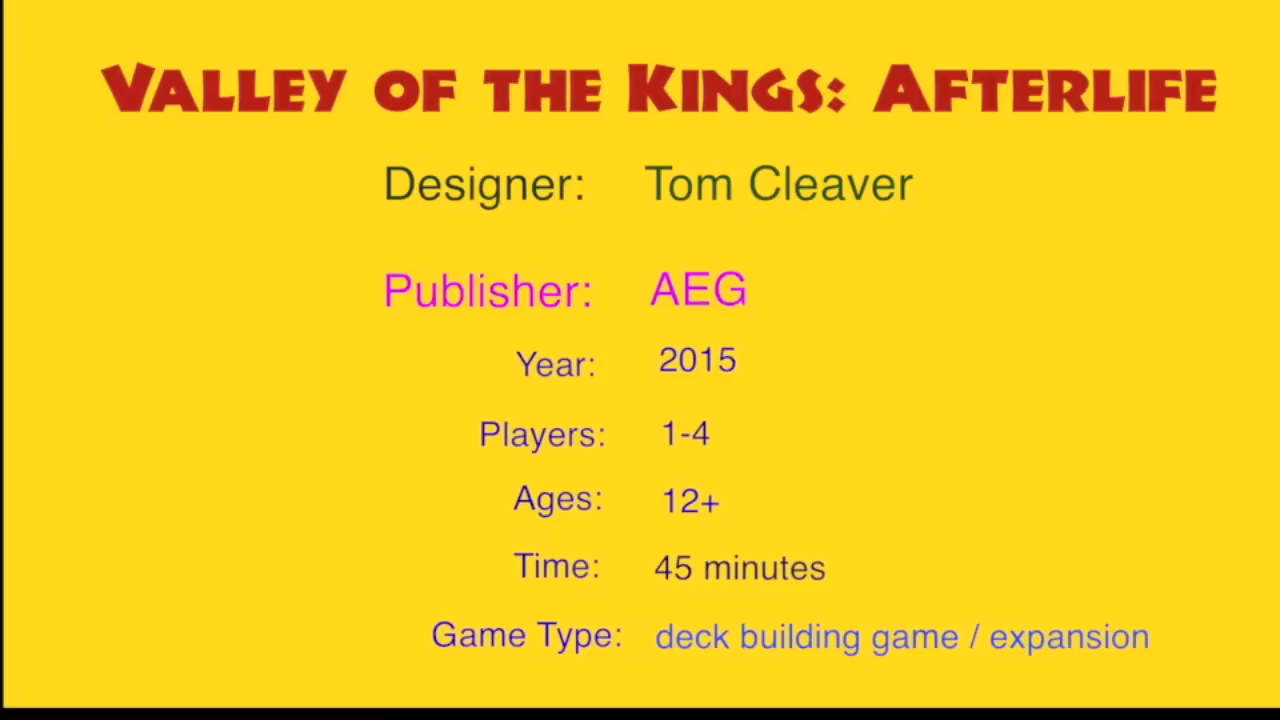 Valley of the Kings: Afterlife
Designer: Tom Cleaver
Publisher: AEG
Year: 2015
Players: 1-4
Ages: 12+
Time: 45 minutes
Game Type: deck building game / expansion